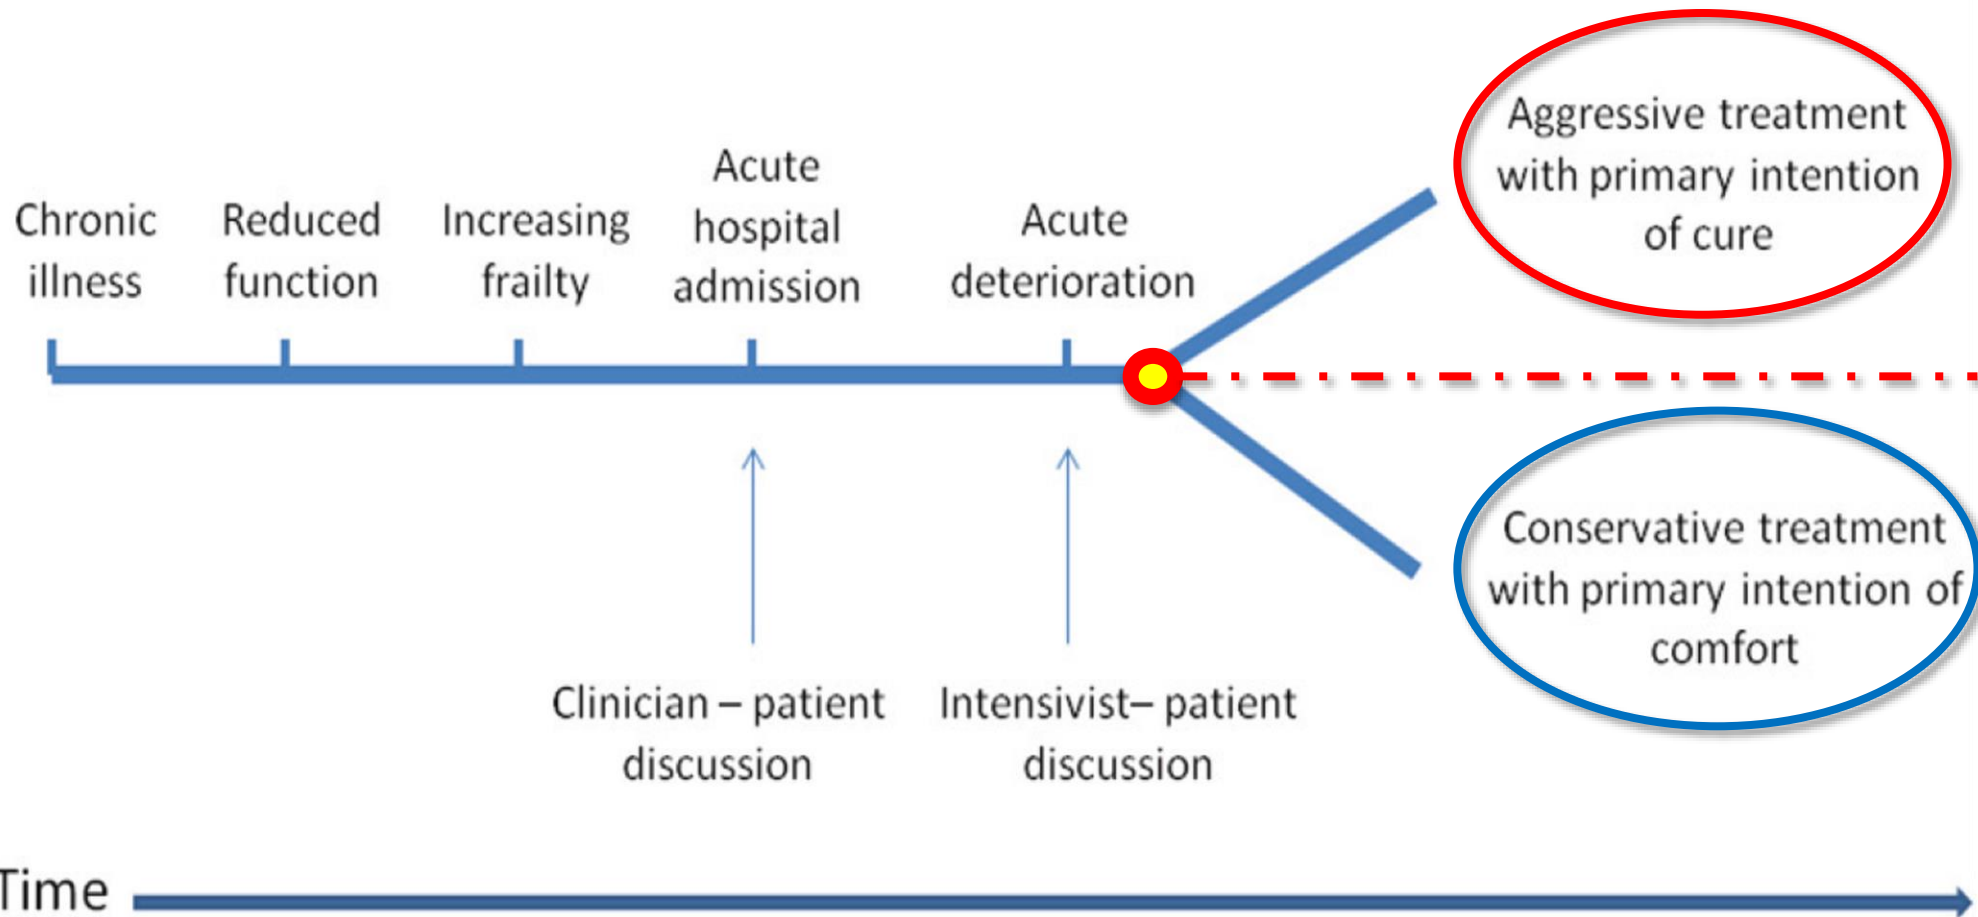 Chronic
illness
Reduced
function
Increasing
frailty
Acute
hospital
admission
Acute
deterioration
Aggressive treatment
with primary intention
of cure
Conservative treatment
with primary intention of
comfort
Clinician – patient
discussion
Intensivist– patient
discussion
Time